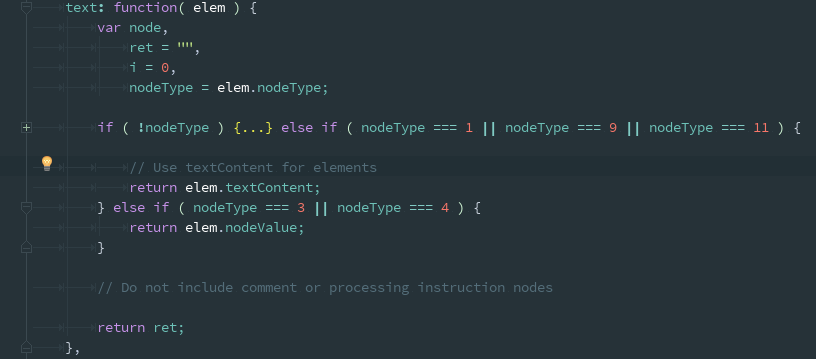 text: function( elem ) {
var node,
ret = "",
i = 0,
nodeType = elem.nodeType;
if ( !nodeType ) {...} else if ( nodeType === 1 || nodeType === 9 || nodeType === 11 ) {
// Use textContent for elements
return elem.textContent;
} else if ( nodeType === 3 || nodeType === 4 ) {
return elem.nodeValue;
}
// Do not include comment or processing instruction nodes
return ret;
},